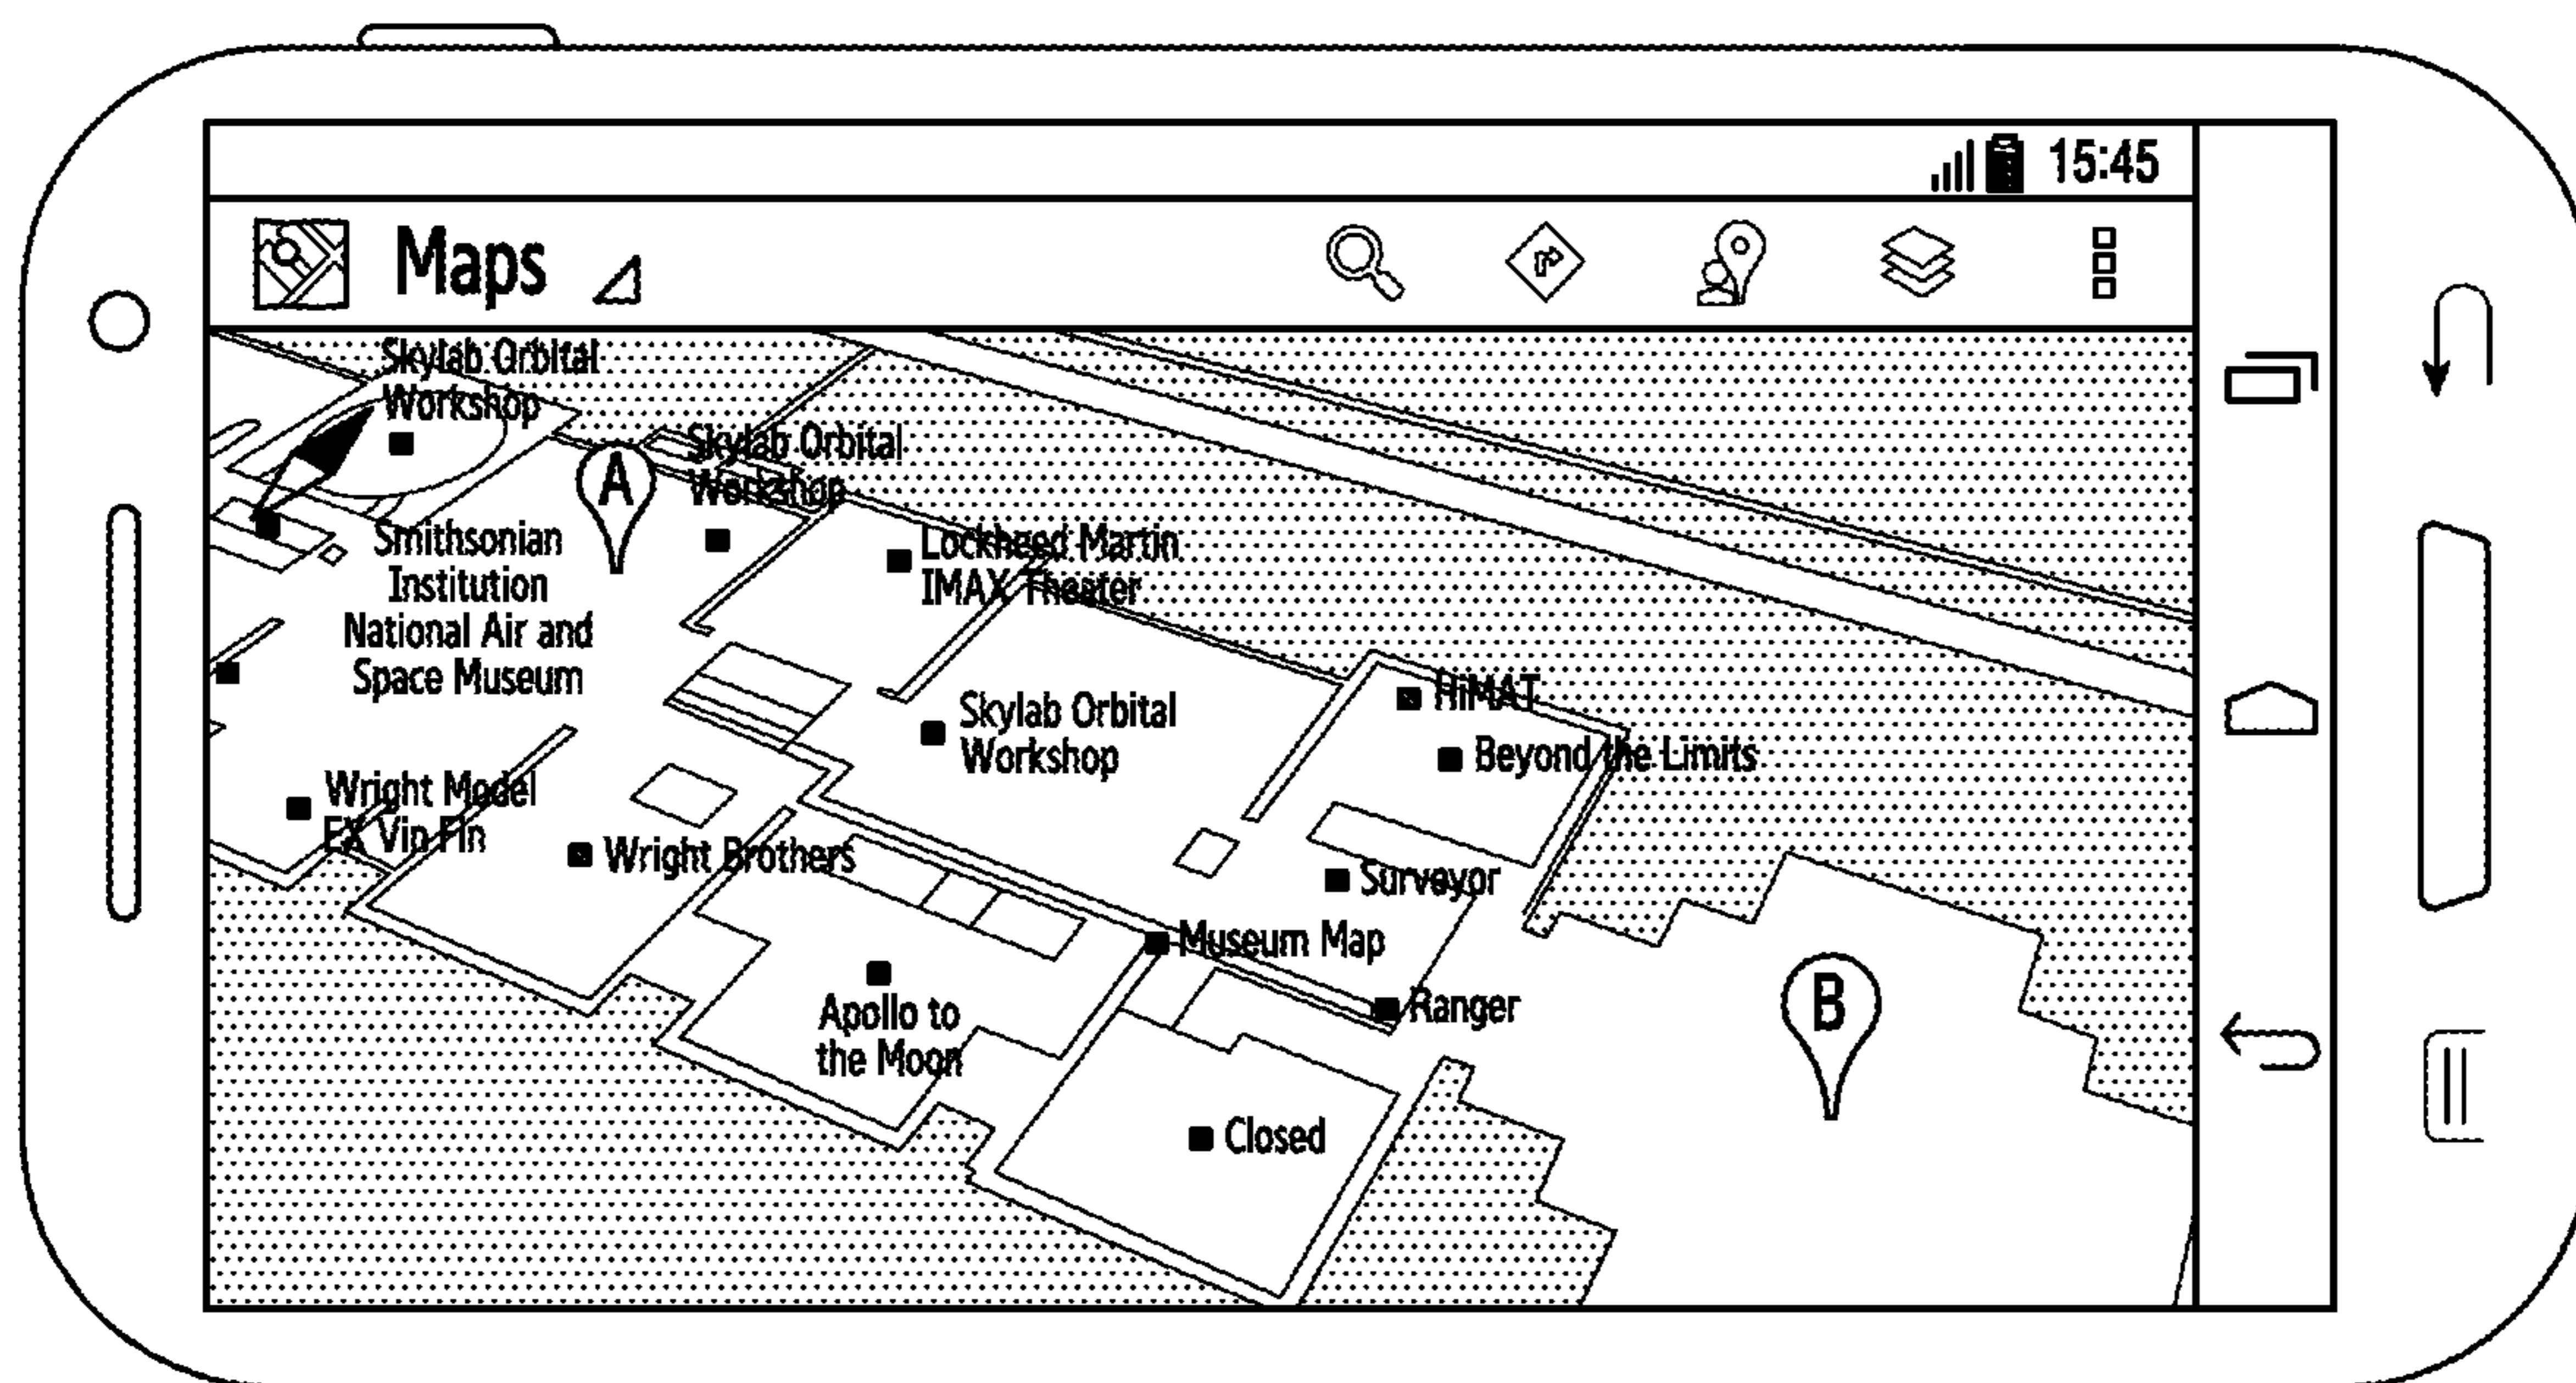 15:45
Maps
Skylab Orbital
Workshop
A
Skylab Orbital
Workshop
Smithsonian
Institution
National Air and
Space Museum
Lockheed Martin
IMAX Theater
Skylab Orbital
Workshop
HiMAT
Beyond the Limits
Wright Model
EX Vin Fin
Wright Brothers
Surveyor
Museum Map
Apollo to
the Moon
Ranger
B
Closed